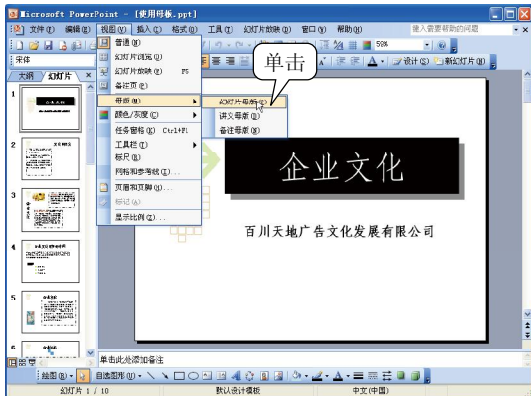 Microsoft PowerPoint - [使用母板.ppt]
文件(F) 编辑(E) 视图(V) 插入(I) 格式(O) 工具(T) 幻灯片放映(D) 窗口(W) 帮助(H) 键入需要帮助的问题
59%
宋体 设计(S) 新幻灯片(N)
大纲 幻灯片
普通(N)
幻灯片浏览(D)
幻灯片放映(W) F5
备注页(P)
母版(M)
颜色/灰度(C)
任务窗格(K) Ctrl+F1
工具栏(T)
标尺(R)
网格和参考线(I)...
页眉和页脚(H)...
标记(A)
显示比例(Z)...
幻灯片母版(S)
讲义母版(D)
备注母版(N)
单击
企业文化
百川天地广告文化发展有限公司
1
2
3
4
5
6
单击此处添加备注
绘图(R) 自选图形(U)
幻灯片 1 / 10 默认设计模板 中文(中国)